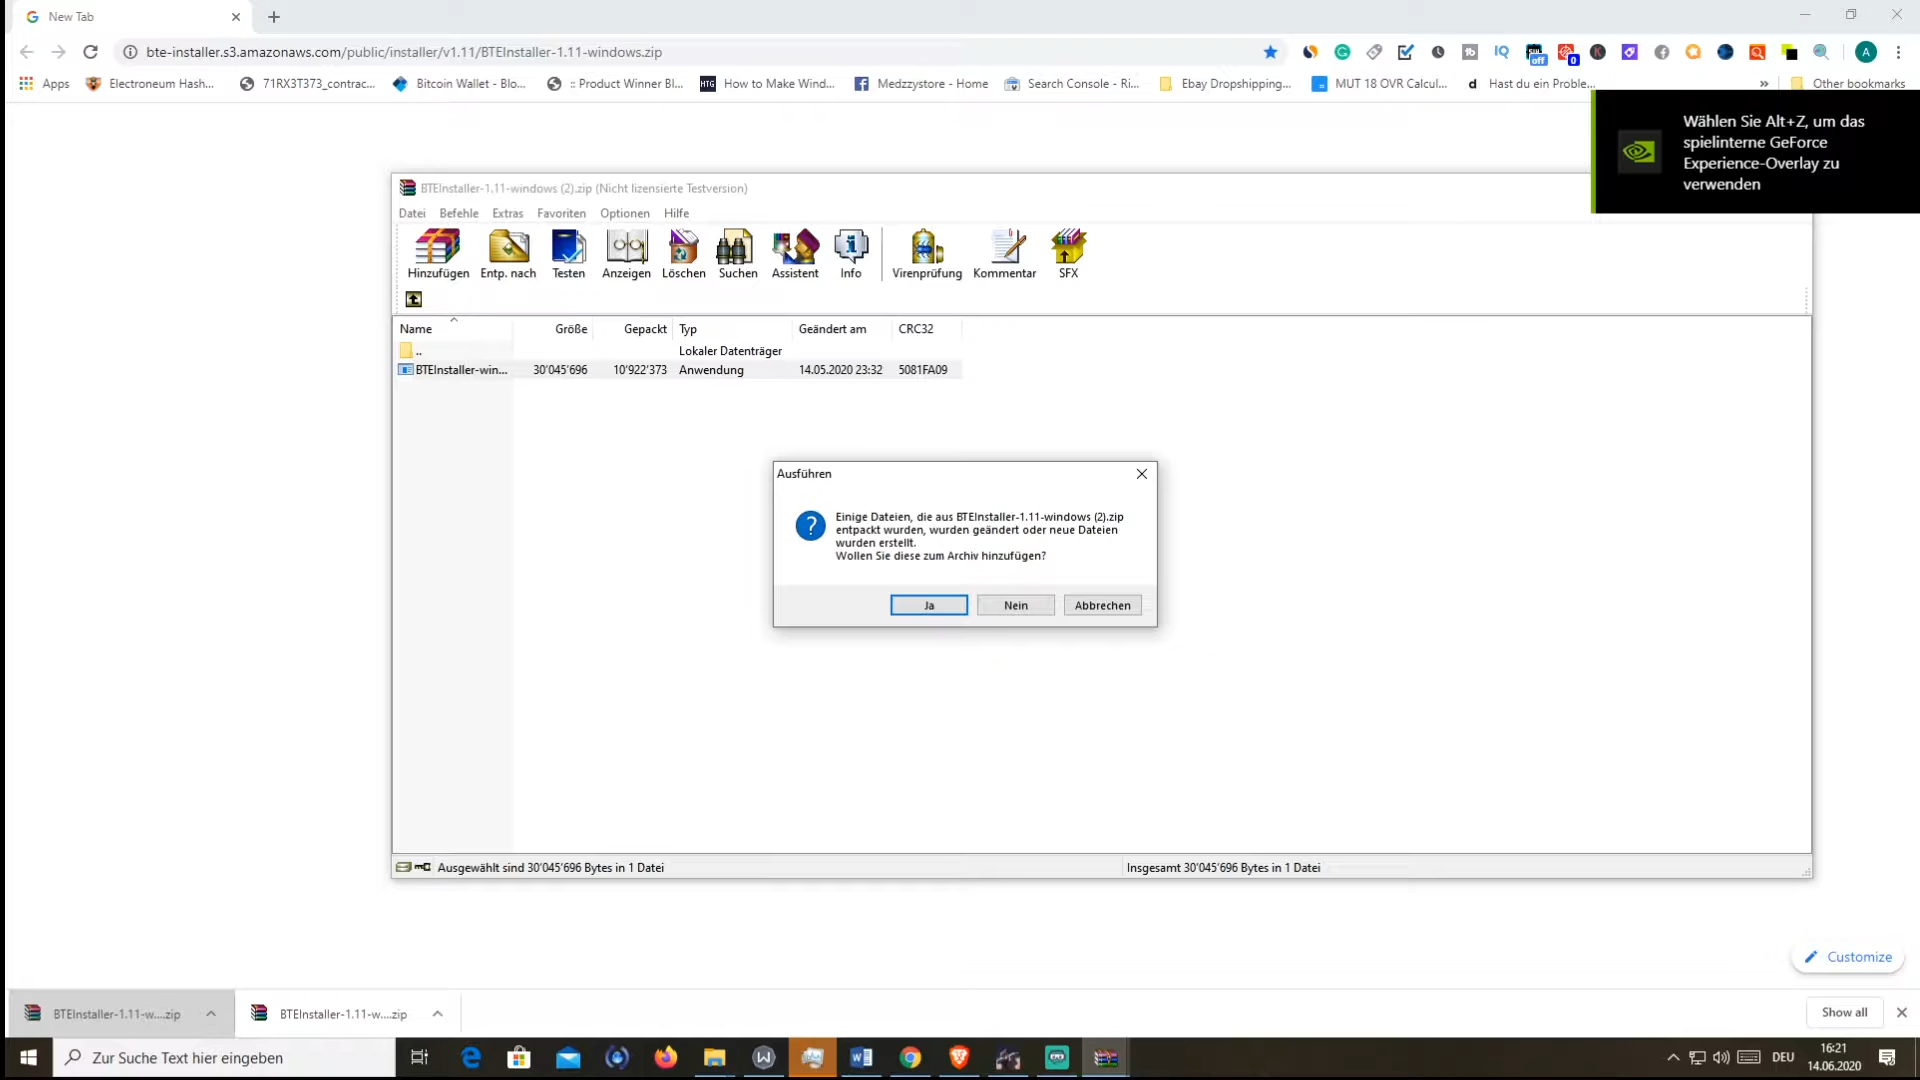 New Tab
bte-installer.s3.amazonaws.com/public/installer/v1.11/BTEInstaller-1.11-windows.zip
Apps
Electroneum Hash...
71RX3T373_contrac...
Bitcoin Wallet - Blo...
:: Product Winner Bl...
HTG
How to Make Wind...
Medzzystore - Home
Search Console - Ri...
Ebay Dropshipping...
MUT 18 OVR Calcul...
d
Hast du ein Proble...
»
Other bookmarks
IQ
off
0
K
A
Wählen Sie Alt+Z, um das
spielinterne GeForce
Experience-Overlay zu
verwenden
BTEInstaller-1.11-windows (2).zip (Nicht lizensierte Testversion)
Datei Befehle Extras Favoriten Optionen Hilfe
Hinzufügen Entp. nach Testen Anzeigen Löschen Suchen Assistent Info Virenprüfung Kommentar SFX
Name Größe Gepackt Typ Geändert am CRC32
.. Lokaler Datenträger
BTEInstaller-win... 30'045'696 10'922'373 Anwendung 14.05.2020 23:32 5081FA09
Ausführen
Einige Dateien, die aus BTEInstaller-1.11-windows (2).zip
entpackt wurden, wurden geändert oder neue Dateien
wurden erstellt.
Wollen Sie diese zum Archiv hinzufügen?
Ja Nein Abbrechen
Ausgewählt sind 30'045'696 Bytes in 1 Datei
Insgesamt 30'045'696 Bytes in 1 Datei
Customize
BTEInstaller-1.11-w....zip
BTEInstaller-1.11-w....zip
Show all
Zur Suche Text hier eingeben
DEU
16:21
14.06.2020